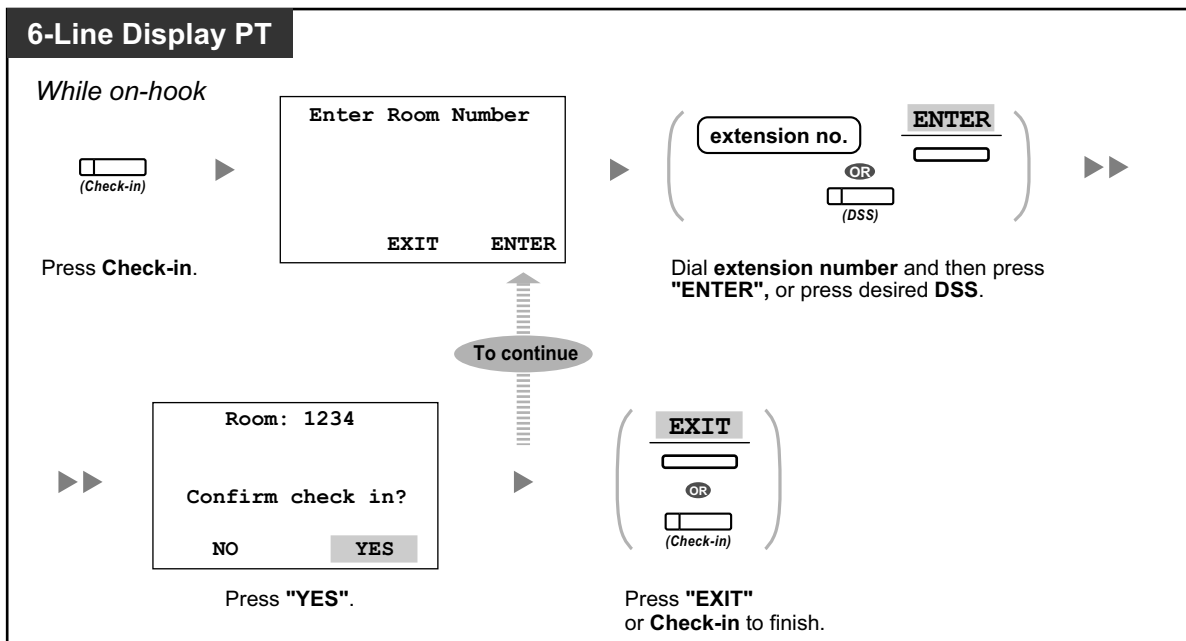 6-Line Display PT
While on-hook
(Check-in)
Press Check-in.
Enter Room Number
EXIT ENTER
extension no.
OR
(DSS)
ENTER
Dial extension number and then press
"ENTER", or press desired DSS.
To continue
Room: 1234
Confirm check in?
NO YES
Press "YES".
EXIT
OR
(Check-in)
Press "EXIT"
or Check-in to finish.